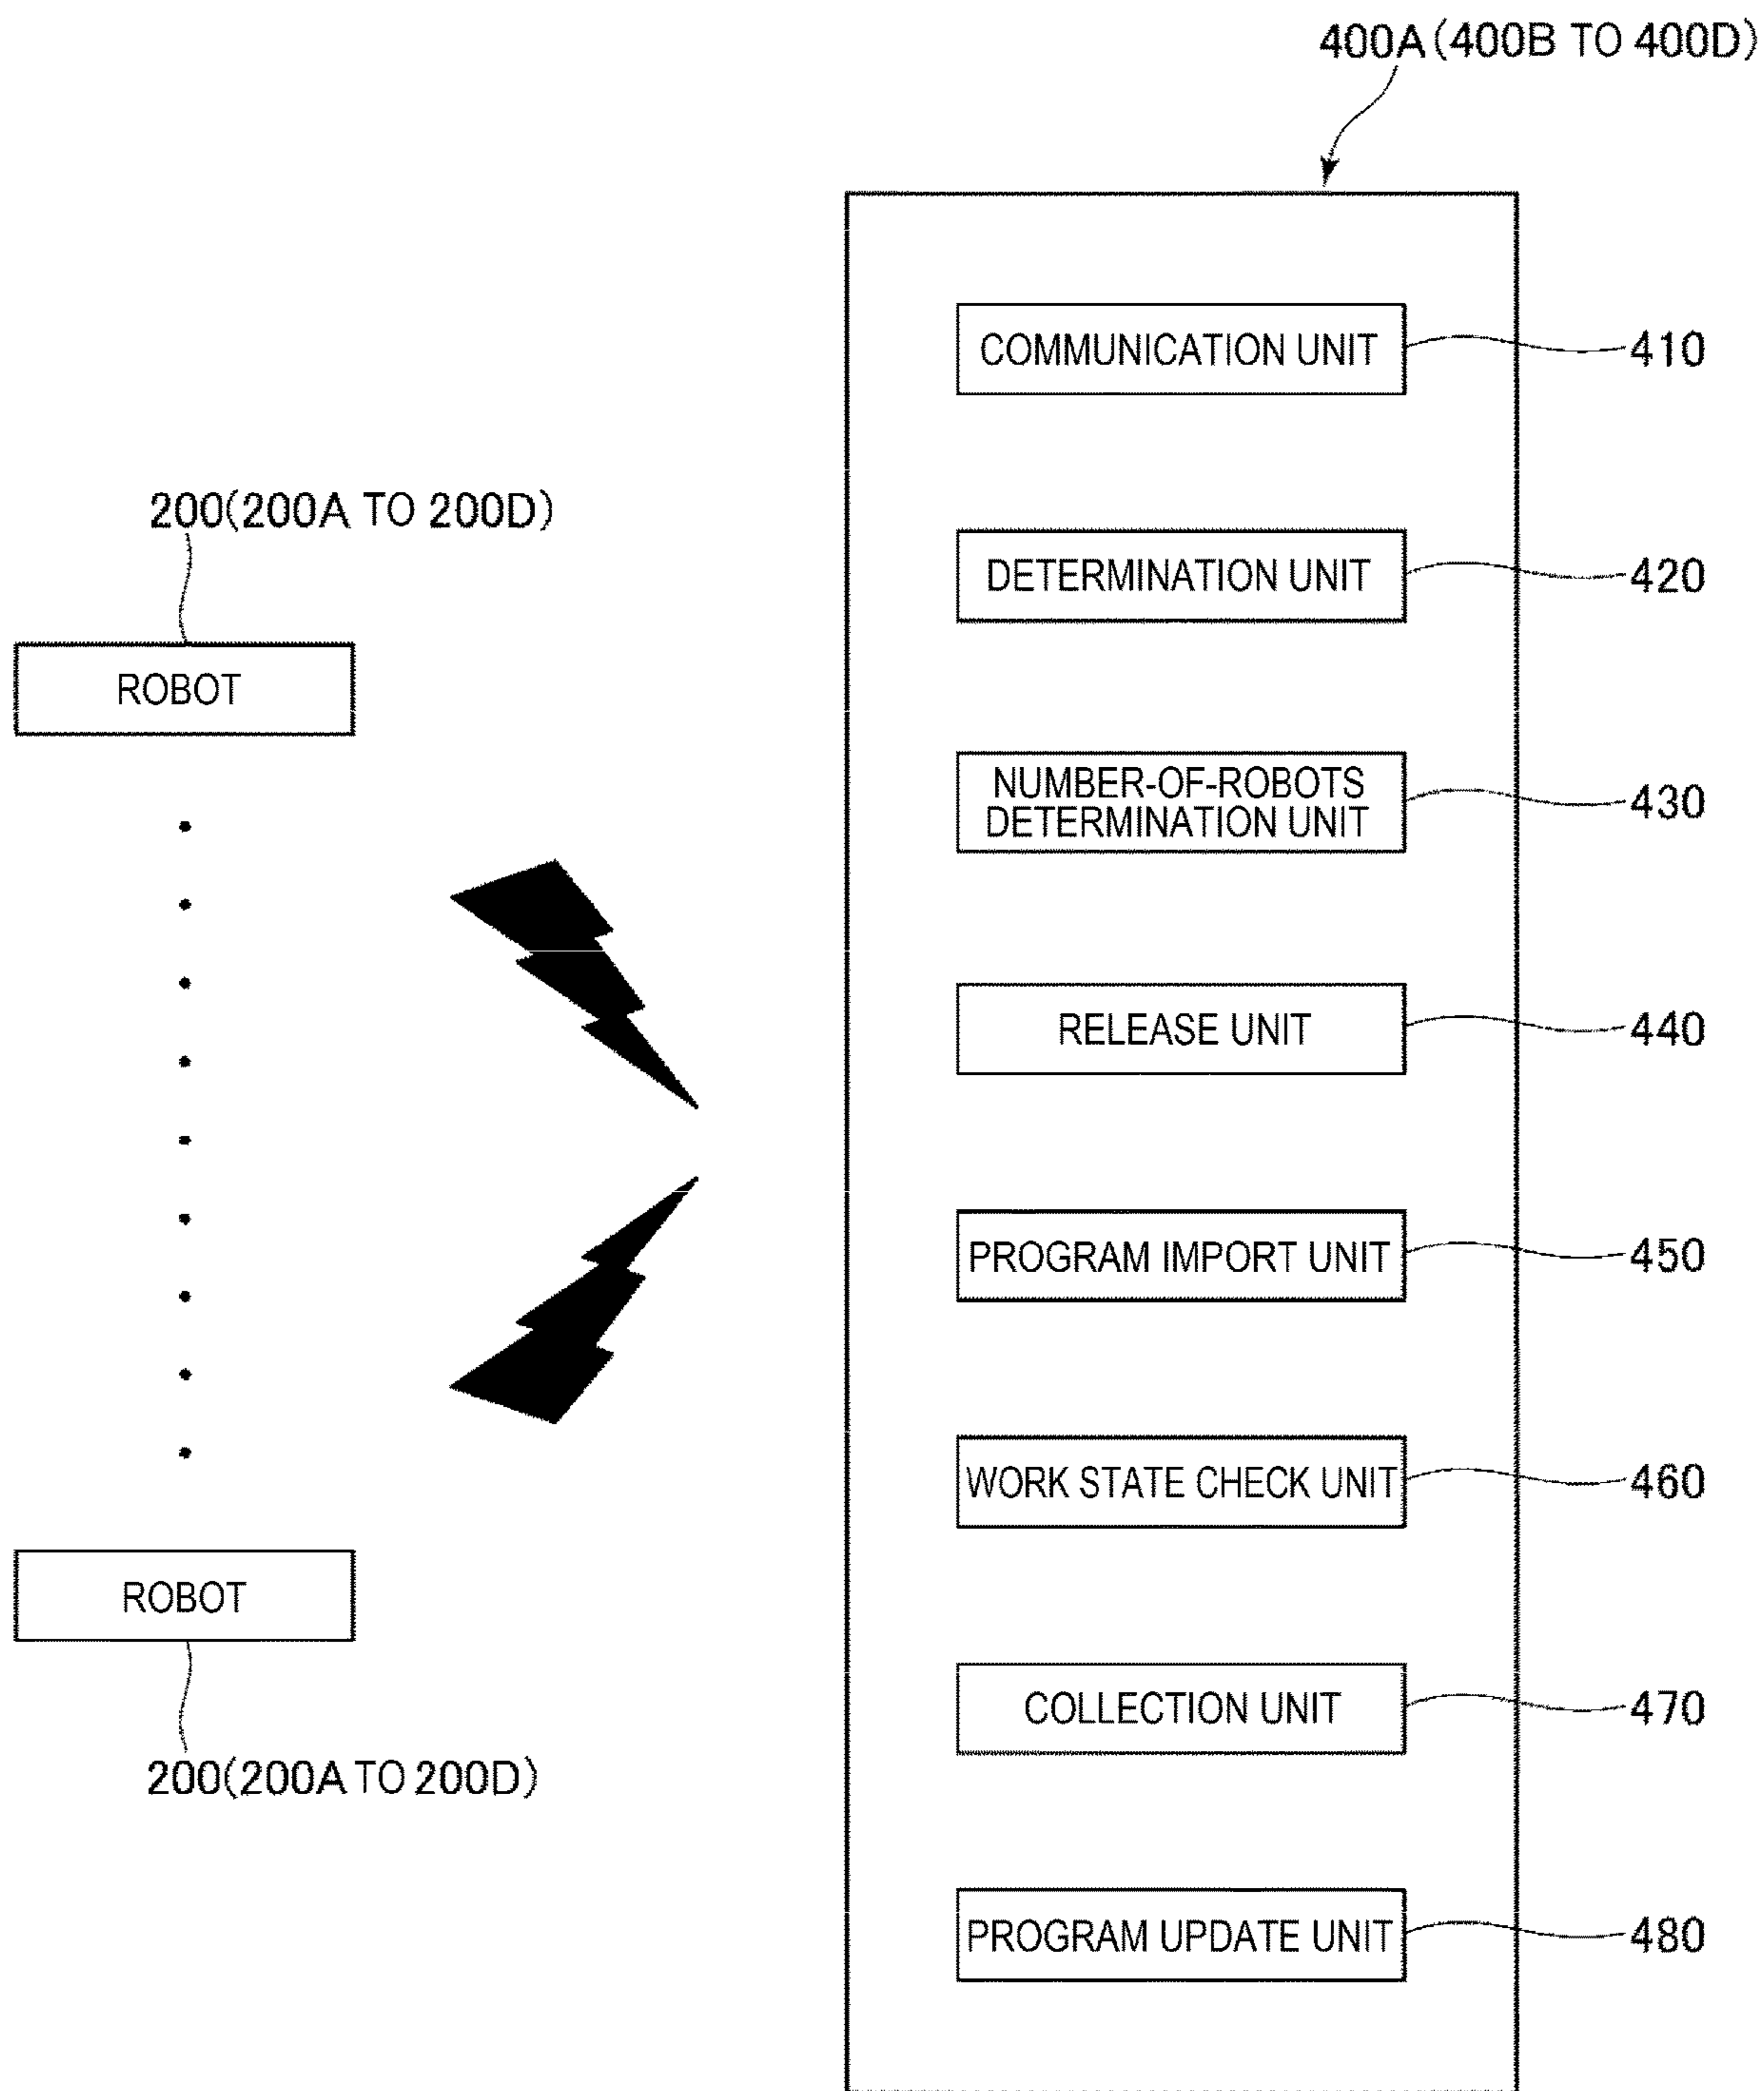 400A (400B TO 400D)
COMMUNICATION UNIT
410
200(200A TO 200D)
DETERMINATION UNIT
420
ROBOT
NUMBER-OF-ROBOTS
DETERMINATION UNIT
430
RELEASE UNIT
440
PROGRAM IMPORT UNIT
450
WORK STATE CHECK UNIT
460
ROBOT
COLLECTION UNIT
470
200(200A TO 200D)
PROGRAM UPDATE UNIT
480